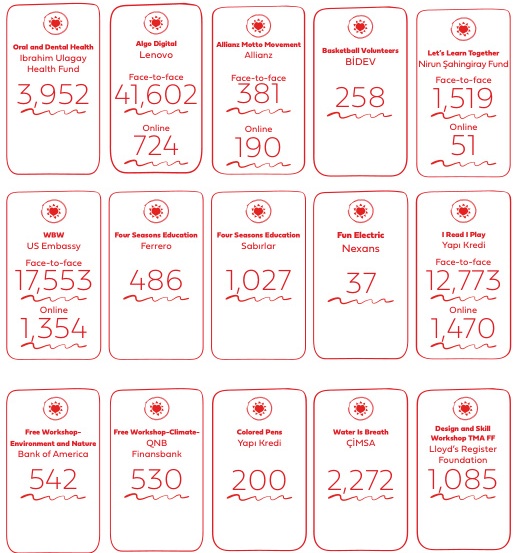 Oral and Dental Health
Ibrahim Ulagay
Health Fund
3,952
Algo Digital
Lenovo
Face-to-face
41,602
Online
724
Allianz Motto Movement
Allianz
Face-to-face
381
Online
190
Basketball Volunteers
BİDEV
258
Let's Learn Together
Nirun Şahingiray Fund
Face-to-face
1,519
Online
51
WBW
US Embassy
Face-to-face
17,553
Online
1,354
Four Seasons Education
Ferrero
486
Four Seasons Education
Sabırlar
1,027
Fun Electric
Nexans
37
I Read I Play
Yapı Kredi
Face-to-face
12,773
Online
1,470
Free Workshop-
Environment and Nature
Bank of America
542
Free Workshop-Climate-
QNB
Finansbank
530
Colored Pens
Yapı Kredi
200
Water Is Breath
ÇİMSA
2,272
Design and Skill
Workshop TMA FF
Lloyd's Register
Foundation
1,085